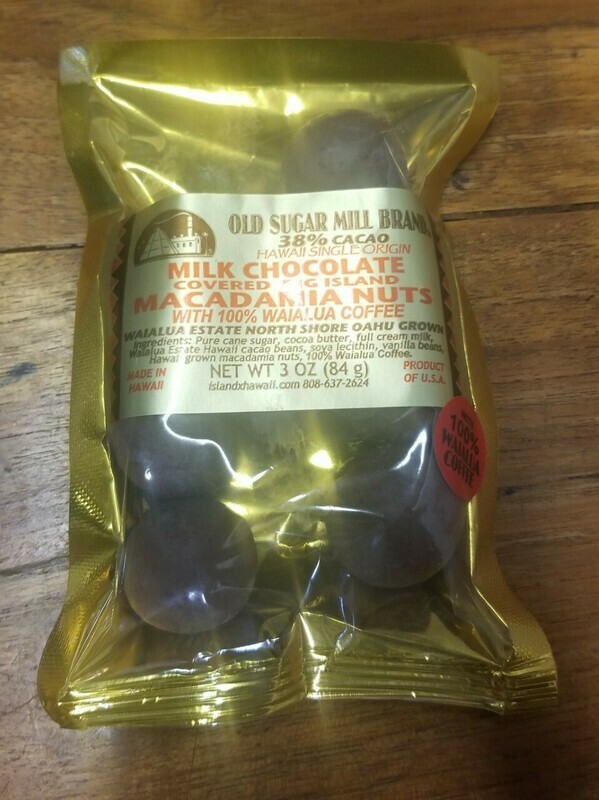 OLD SUGAR MILL BRAND
38% CACAO
HAWAII SINGLE ORIGIN
MILK CHOCOLATE
COVERED BIG ISLAND
MACADAMIA NUTS
WITH 100% WAIALUA COFFEE
WAIALUA ESTATE NORTH SHORE OAHU GROWN
Ingredients: Pure cane sugar, cocoa butter, full cream milk,
Waialua Estate Hawaii cacao beans, soya lecithin, vanilla beans,
Hawaii grown macadamia nuts, 100% Waialua Coffee.
MADE IN
HAWAII
NET WT 3 OZ (84 g)
islandxhawaii.com 808-637-2624
PRODUCT
OF U.S.A.
100%
WAIALUA
COFFEE